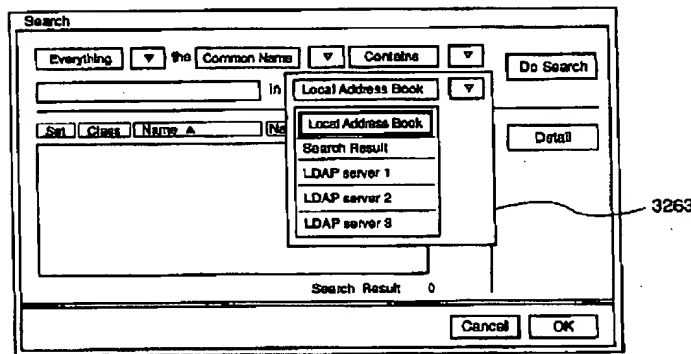 Search
Everything the Common Name Contains
Do Search
in Local Address Book
Set Class Name ▲ Na
Local Address Book
Search Result
LDAP server 1
LDAP server 2
LDAP server 3
Detail
3263
Search Result 0
Cancel OK